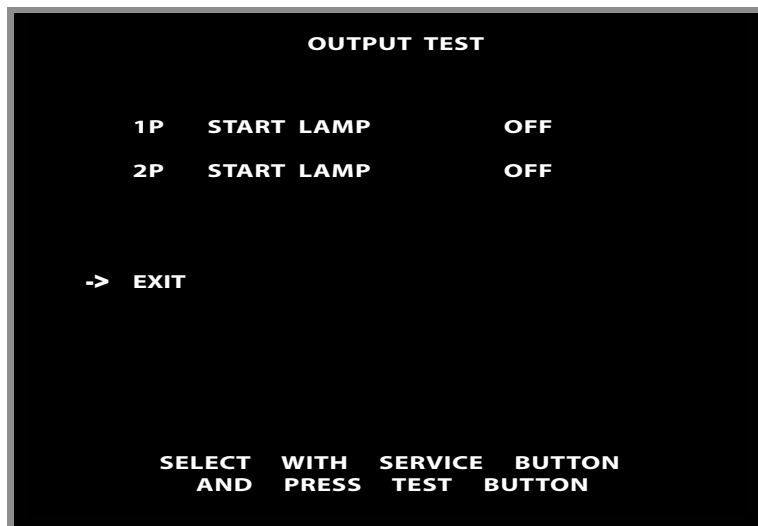 OUTPUT TEST
1P START LAMP OFF
2P START LAMP OFF
-> EXIT
SELECT WITH SERVICE BUTTON
AND PRESS TEST BUTTON